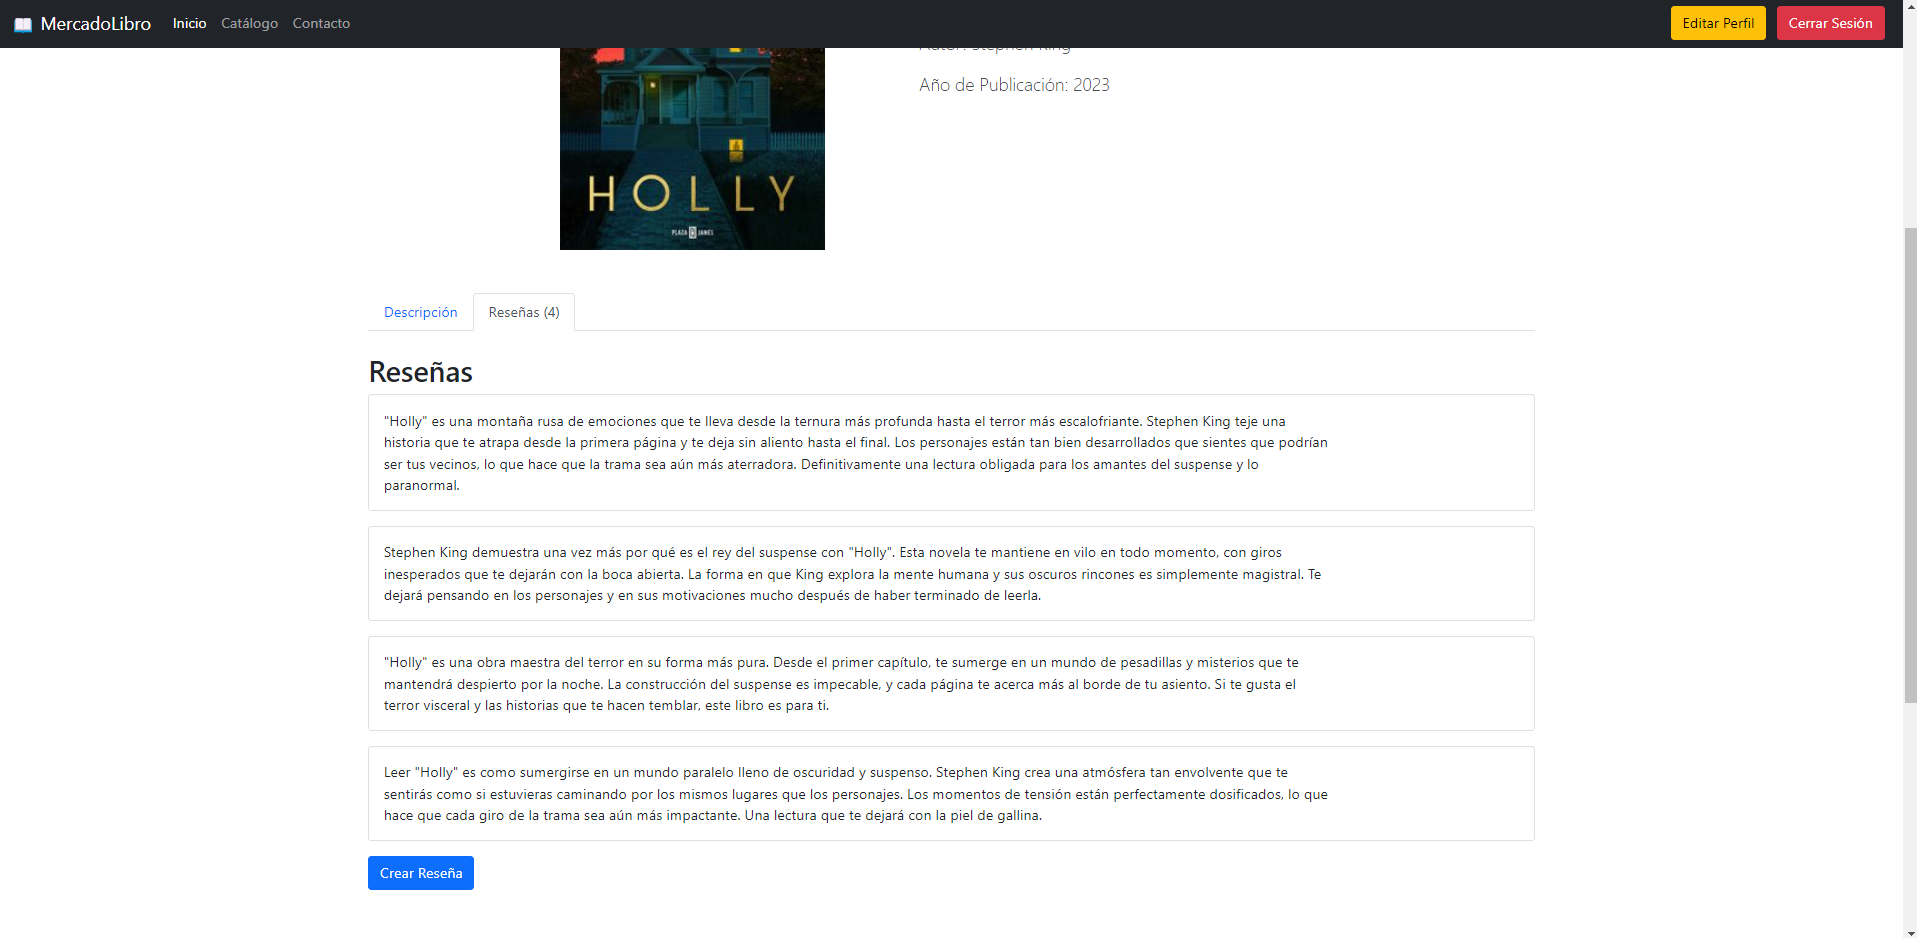 MercadoLibro Inicio Catálogo Contacto Editar Perfil Cerrar Sesión
Autor: Stephen King
Año de Publicación: 2023
HOLLY
PLAZA JANÉS
Descripción Reseñas (4)
Reseñas
"Holly" es una montaña rusa de emociones que te lleva desde la ternura más profunda hasta el terror más escalofriante. Stephen King teje una
historia que te atrapa desde la primera página y te deja sin aliento hasta el final. Los personajes están tan bien desarrollados que sientes que podrían
ser tus vecinos, lo que hace que la trama sea aún más aterradora. Definitivamente una lectura obligada para los amantes del suspense y lo
paranormal.
Stephen King demuestra una vez más por qué es el rey del suspense con "Holly". Esta novela te mantiene en vilo en todo momento, con giros
inesperados que te dejarán con la boca abierta. La forma en que King explora la mente humana y sus oscuros rincones es simplemente magistral. Te
dejará pensando en los personajes y en sus motivaciones mucho después de haber terminado de leerla.
"Holly" es una obra maestra del terror en su forma más pura. Desde el primer capítulo, te sumerge en un mundo de pesadillas y misterios que te
mantendrá despierto por la noche. La construcción del suspense es impecable, y cada página te acerca más al borde de tu asiento. Si te gusta el
terror visceral y las historias que te hacen temblar, este libro es para ti.
Leer "Holly" es como sumergirse en un mundo paralelo lleno de oscuridad y suspenso. Stephen King crea una atmósfera tan envolvente que te
sentirás como si estuvieras caminando por los mismos lugares que los personajes. Los momentos de tensión están perfectamente dosificados, lo que
hace que cada giro de la trama sea aún más impactante. Una lectura que te dejará con la piel de gallina.
Crear Reseña